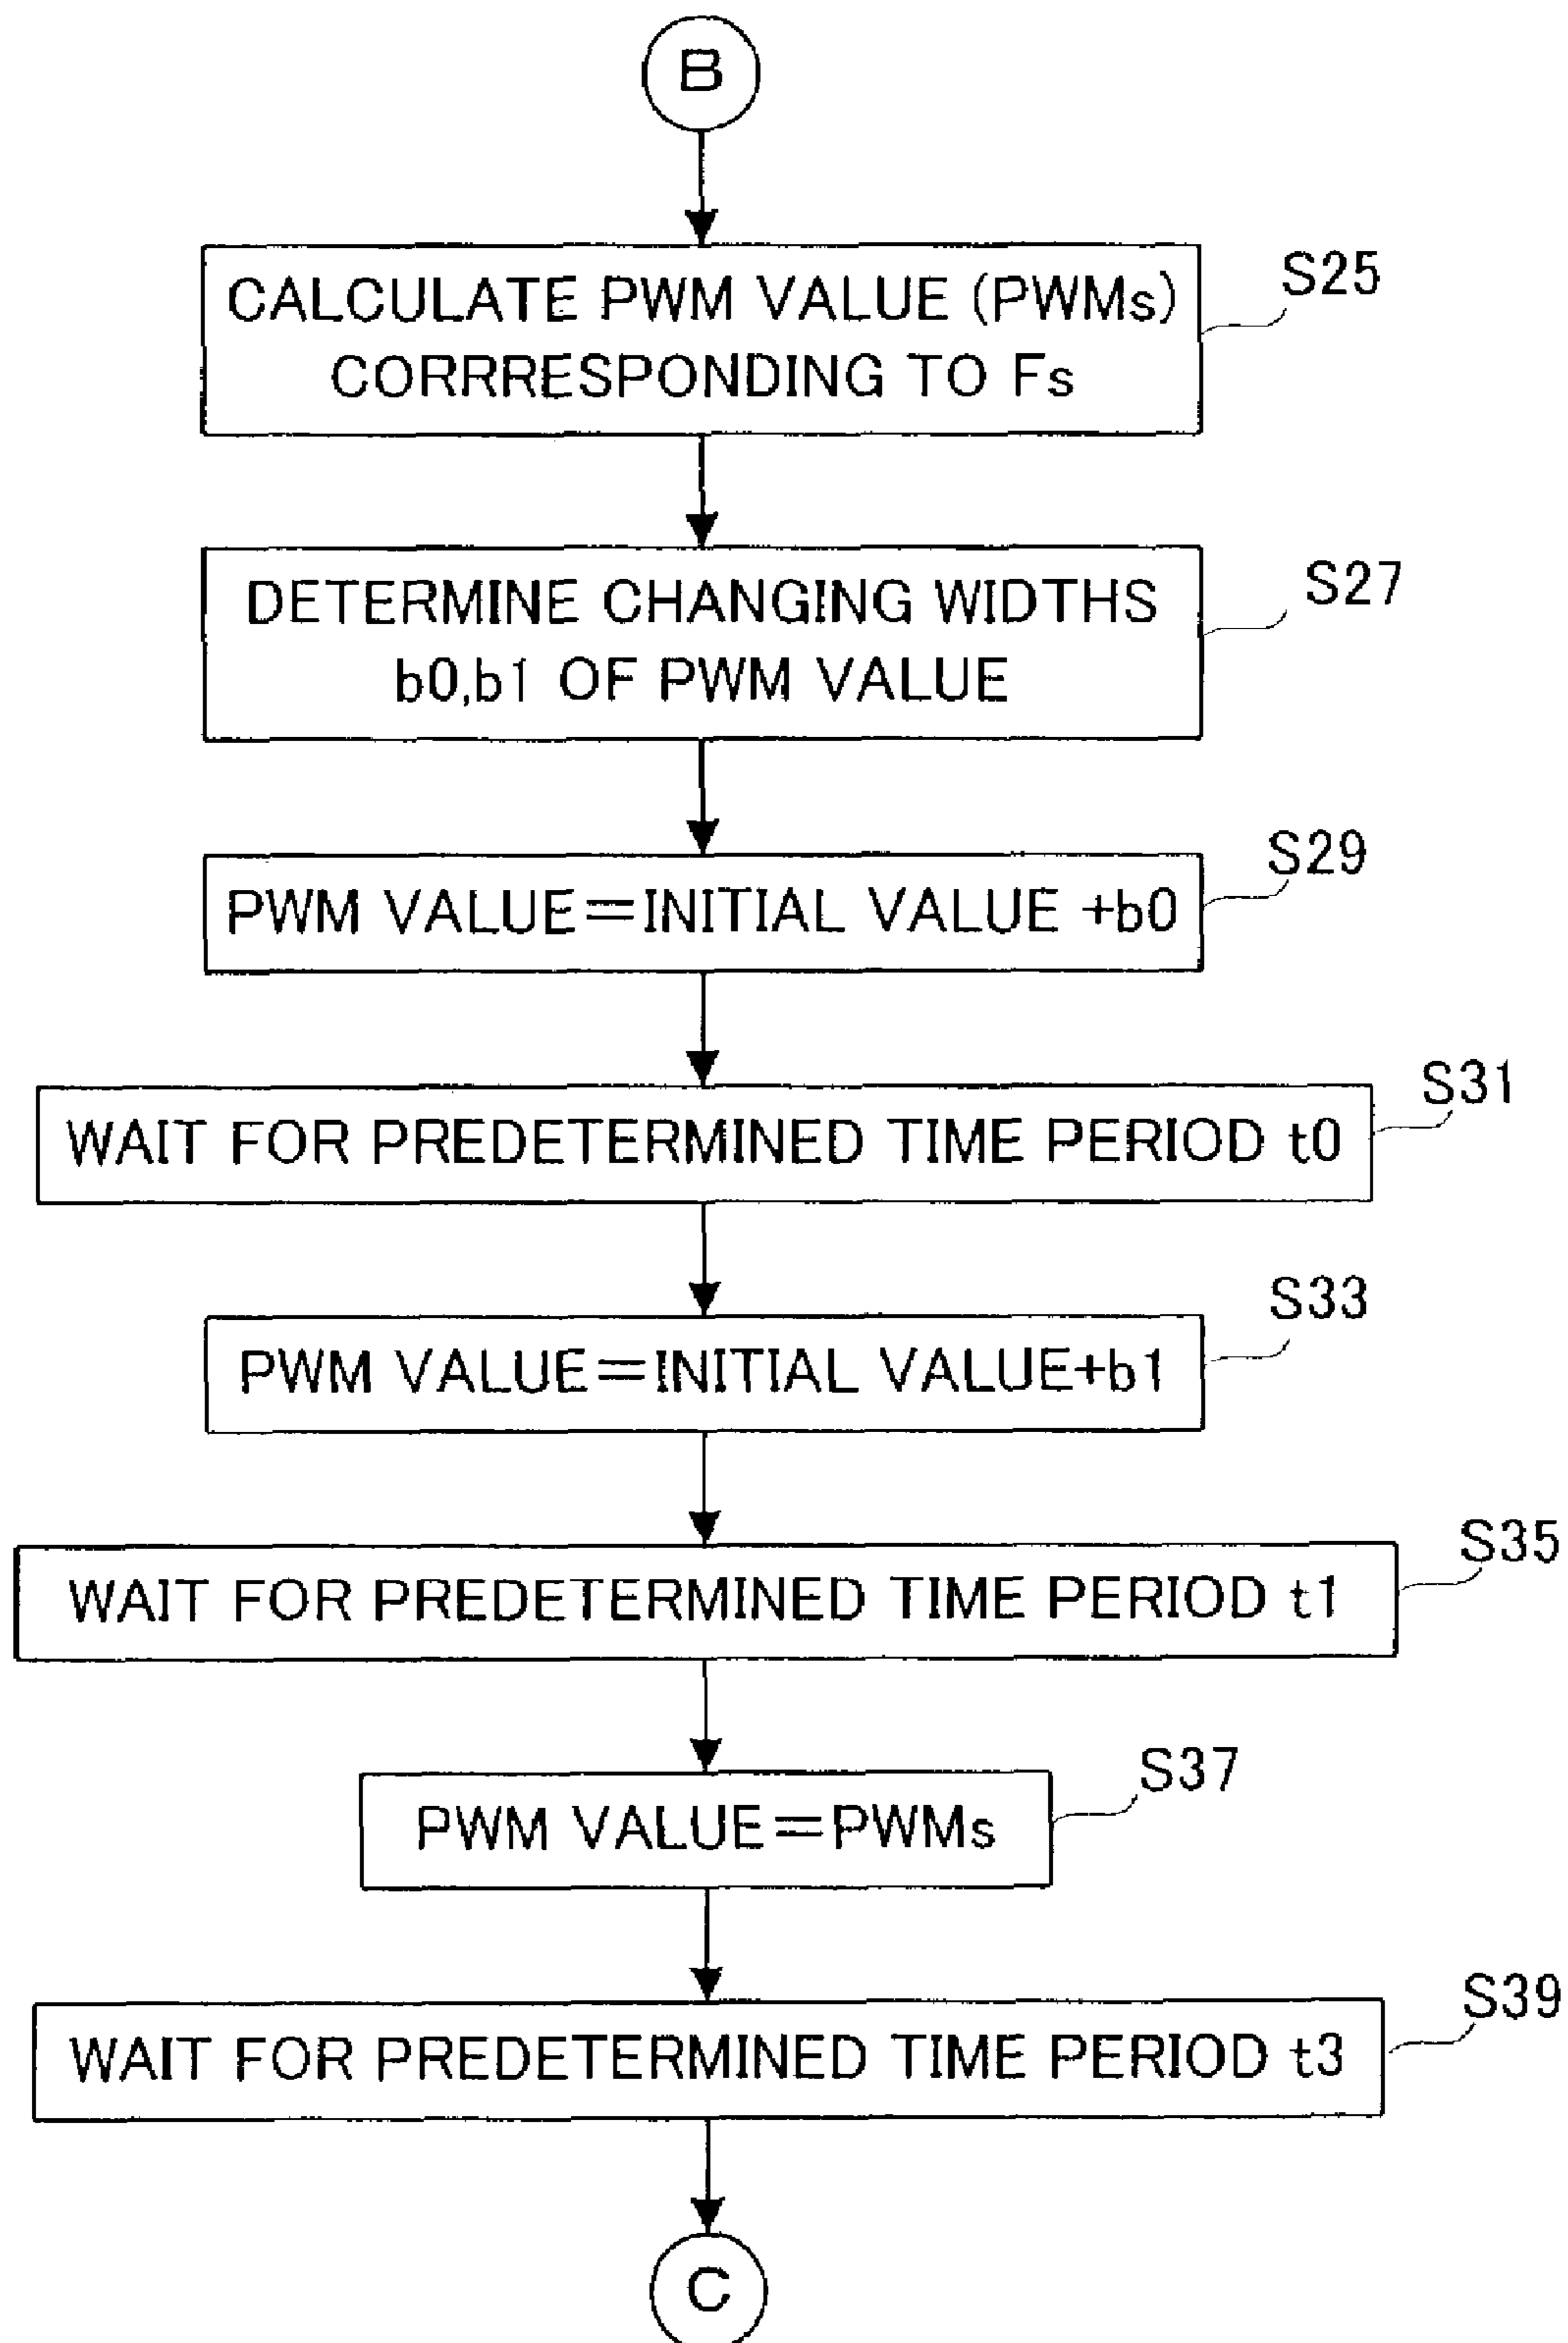 B
CALCULATE PWM VALUE (PWMs)
CORRRESPONDING TO Fs
S25
DETERMINE CHANGING WIDTHS
b0,b1 OF PWM VALUE
S27
PWM VALUE=INITIAL VALUE +b0
S29
WAIT FOR PREDETERMINED TIME PERIOD t0
S31
PWM VALUE=INITIAL VALUE+b1
S33
WAIT FOR PREDETERMINED TIME PERIOD t1
S35
PWM VALUE=PWMs
S37
WAIT FOR PREDETERMINED TIME PERIOD t3
S39
C